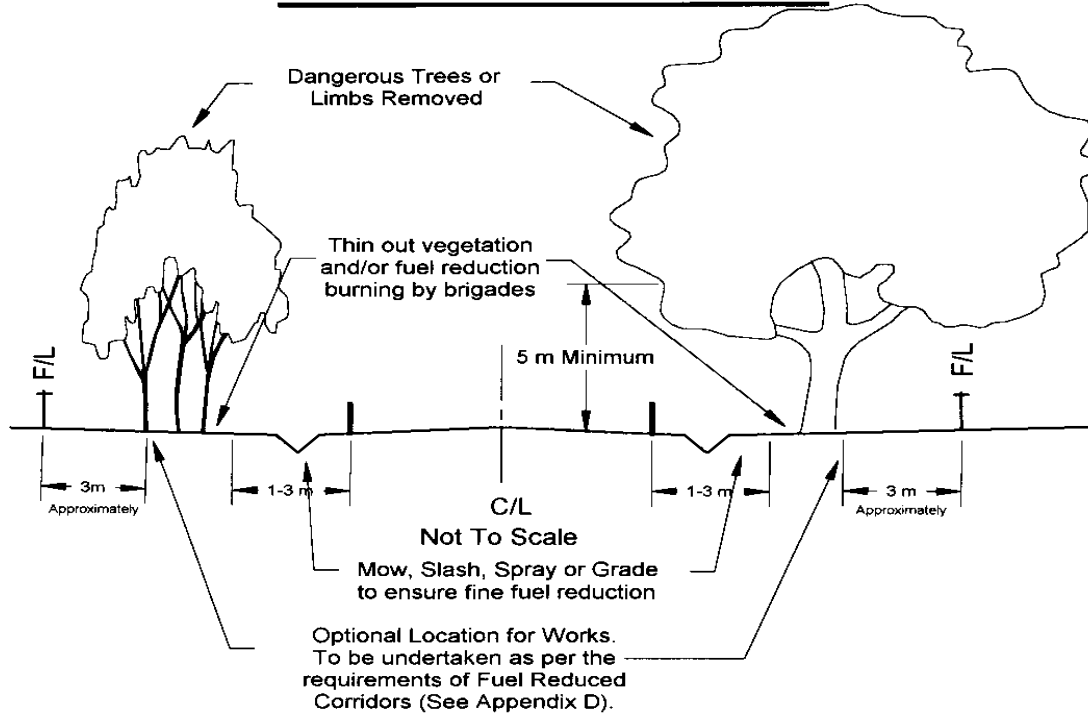 Dangerous Trees or
Limbs Removed
Thin out vegetation
and/or fuel reduction
burning by brigades
5 m Minimum
F/L
F/L
3m
Approximately
1-3 m
C/L
Not To Scale
1-3 m
3 m
Approximately
Mow, Slash, Spray or Grade
to ensure fine fuel reduction
Optional Location for Works.
To be undertaken as per the
requirements of Fuel Reduced
Corridors (See Appendix D).